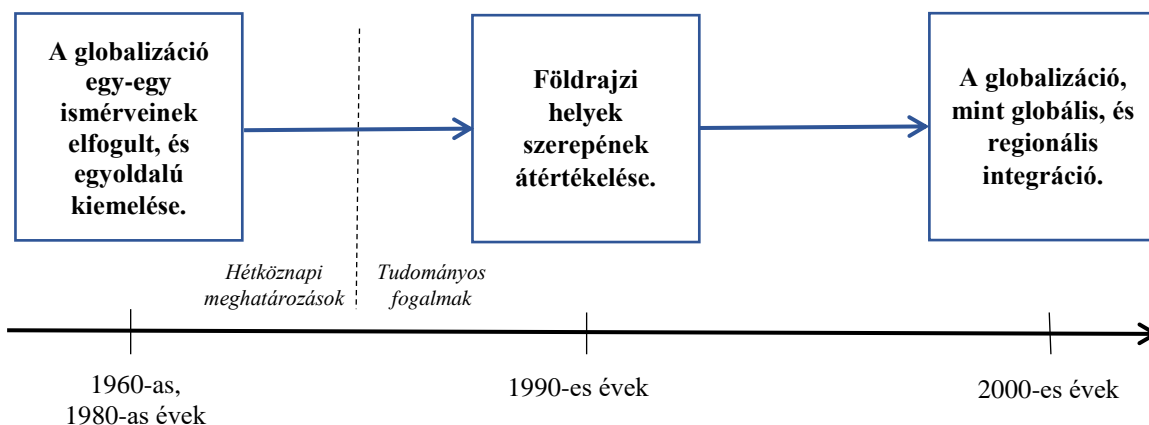 A globalizáció
egy-egy
ismérveinek
elfogult, és
egyoldalú
kiemelése.
Földrajzi
helyek
szerepének
átértékelése.
A globalizáció,
mint globális, és
regionális
integráció.
Hétköznapi
meghatározások
Tudományos
fogalmak
1960-as,
1980-as évek
1990-es évek
2000-es évek